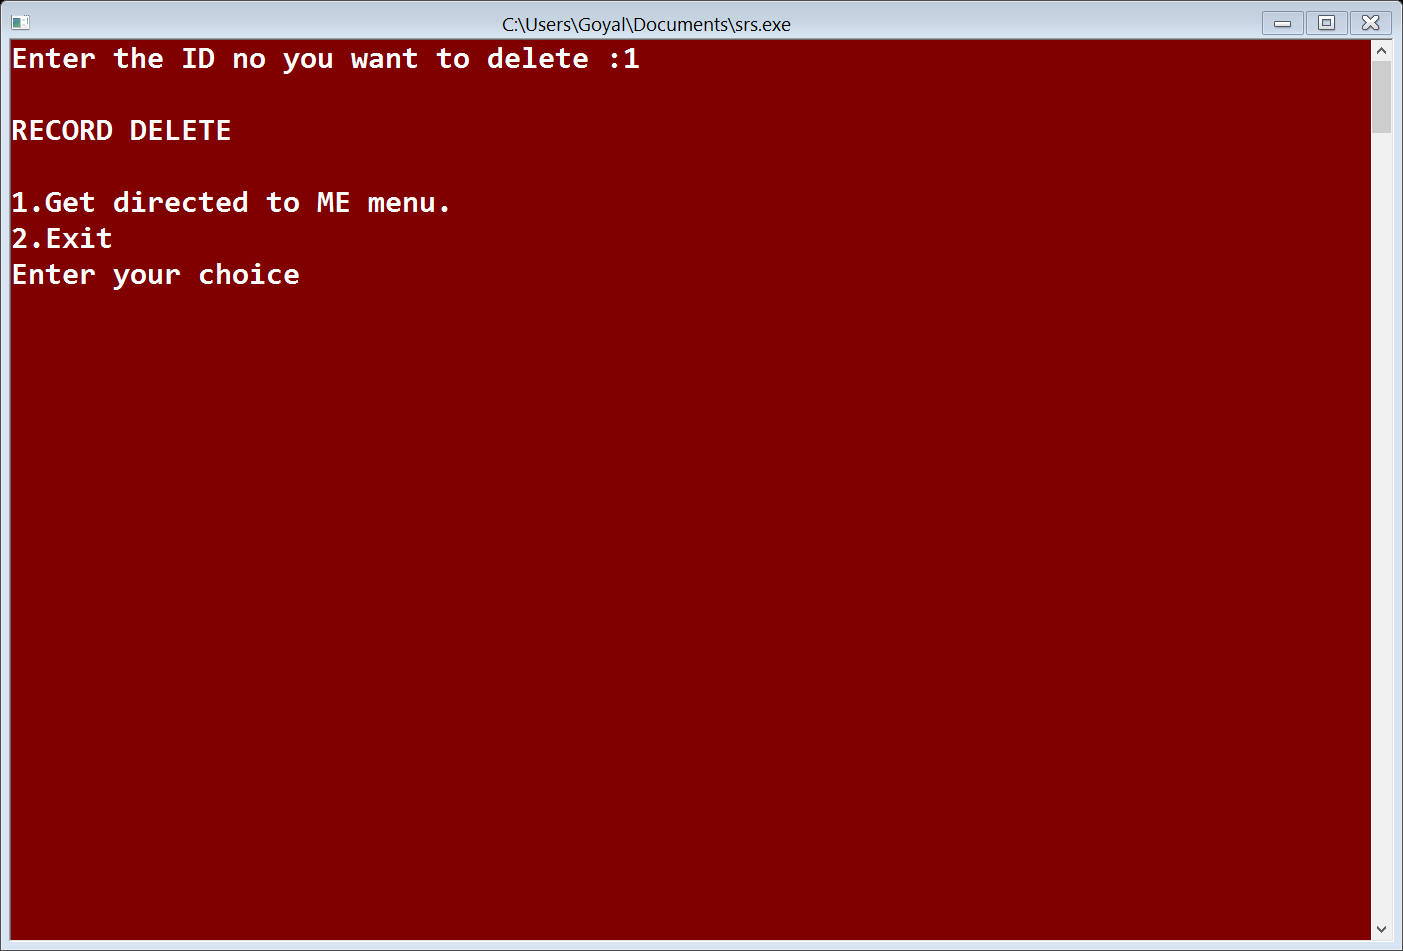 C:\Users\Goyal\Documents\srs.exe
Enter the ID no you want to delete :1
RECORD DELETE
1.Get directed to ME menu.
2.Exit
Enter your choice